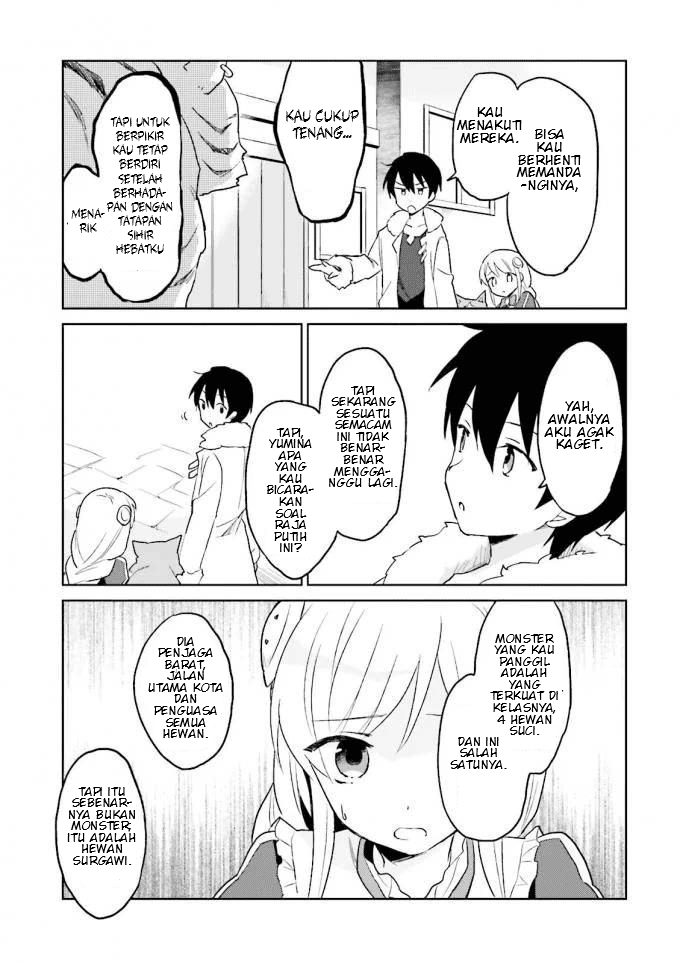 KAU
MENAKUTI
MEREKA.
BISA
KAU
BERHENTI
MEMANDA
-NGINYA,
KAU CUKUP
TENANG...
TAPI UNTUK
BERPIKIR
KAU TETAP
BERDIRI
SETELAH
BERHADA-
PAN DENGAN
TATAPAN
SIHIR
HEBATKU
MENA-
RIK
YAH,
AWALNYA
AKU AGAK
KAGET.
TAPI
SEKARANG
SESUATU
SEMACAM
INI TIDAK
BENAR-
BENAR
MENGGA-
NGGU LAGI.
TAPI,
YUMINA
APA
YANG
KAU
BICARA-
KAN
SOAL
RAJA
PUTIH
INI?
MONSTER
YANG KAU
PANGGIL
ADALAH
YANG
TERKUAT DI
KELASNYA,
4 HEWAN
SUCI.
DAN INI
SALAH
SATUNYA.
DIA
PENJAGA
BARAT,
JALAN
UTAMA KOTA
DAN
PENGUASA
SEMUA
HEWAN.
TAPI ITU
SEBENAR-
NYA BUKAN
MONSTER;
ITU ADALAH
HEWAN
SURGAWI.